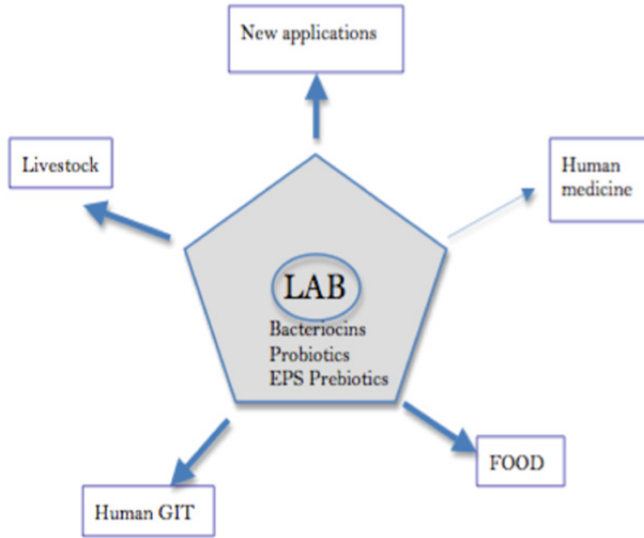 New applications
Livestock
Human
medicine
LAB
Bacteriocins
Probiotics
EPS Prebiotics
FOOD
Human GIT